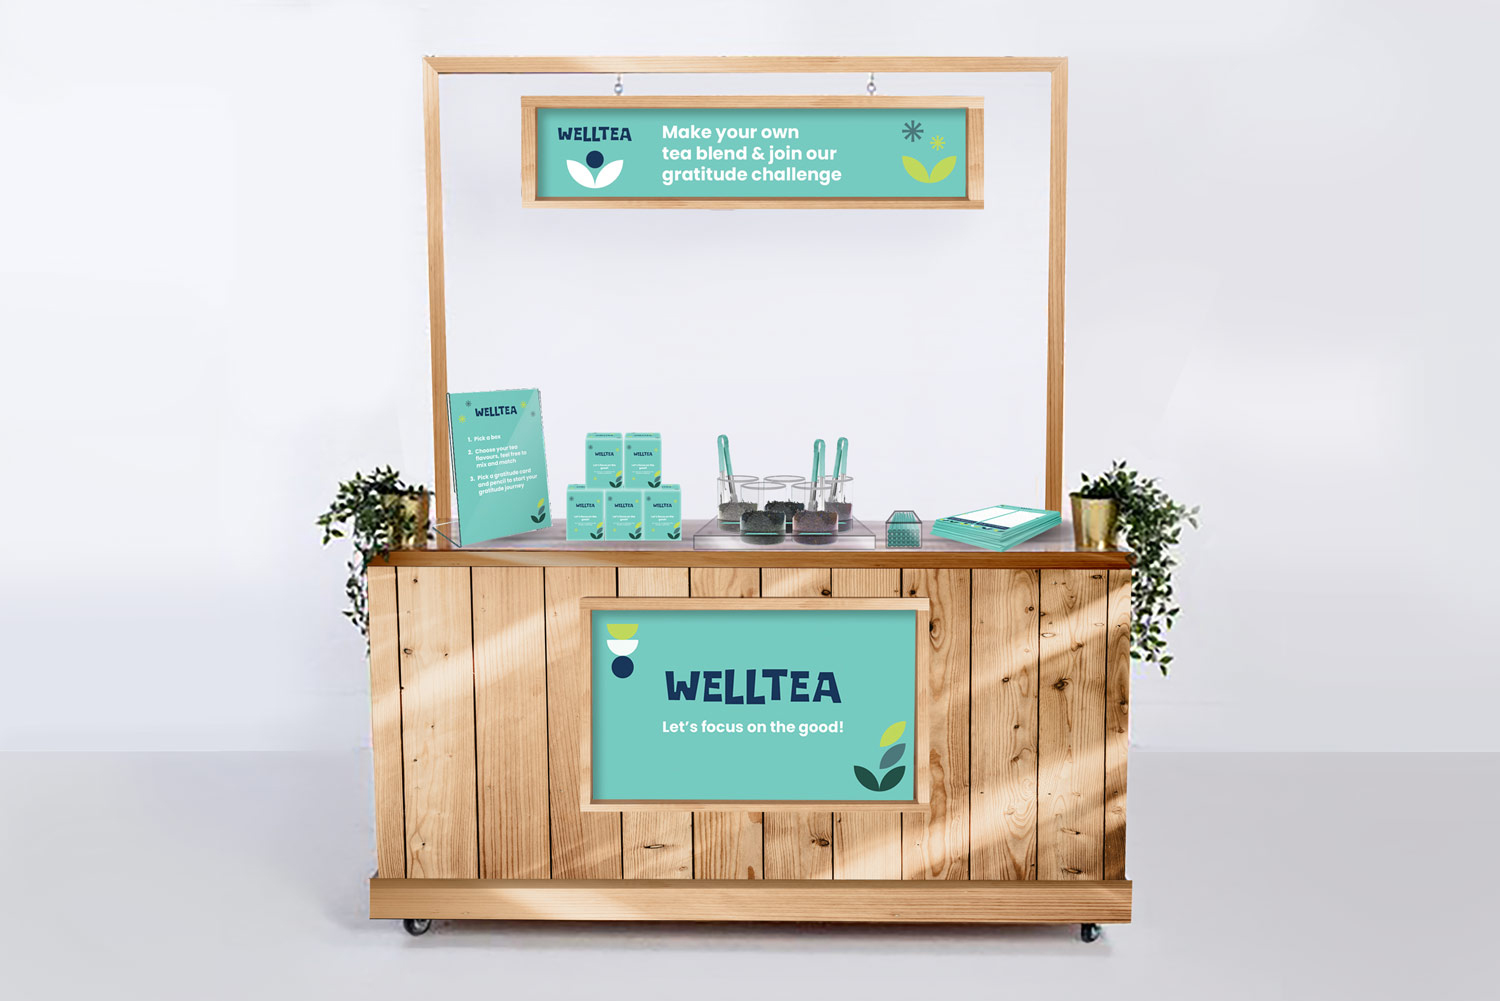 WELLTEA
Make your own
tea blend & join our
gratitude challenge
WELLTEA
1. Pick a box
2. Choose your tea
flavours, feel free to
mix and match
3. Pick a gratitude card
and pencil to start your
gratitude journey
WELLTEA
WELLTEA
WELLTEA
WELLTEA
WELLTEA
WELLTEA
Let's focus on the good!